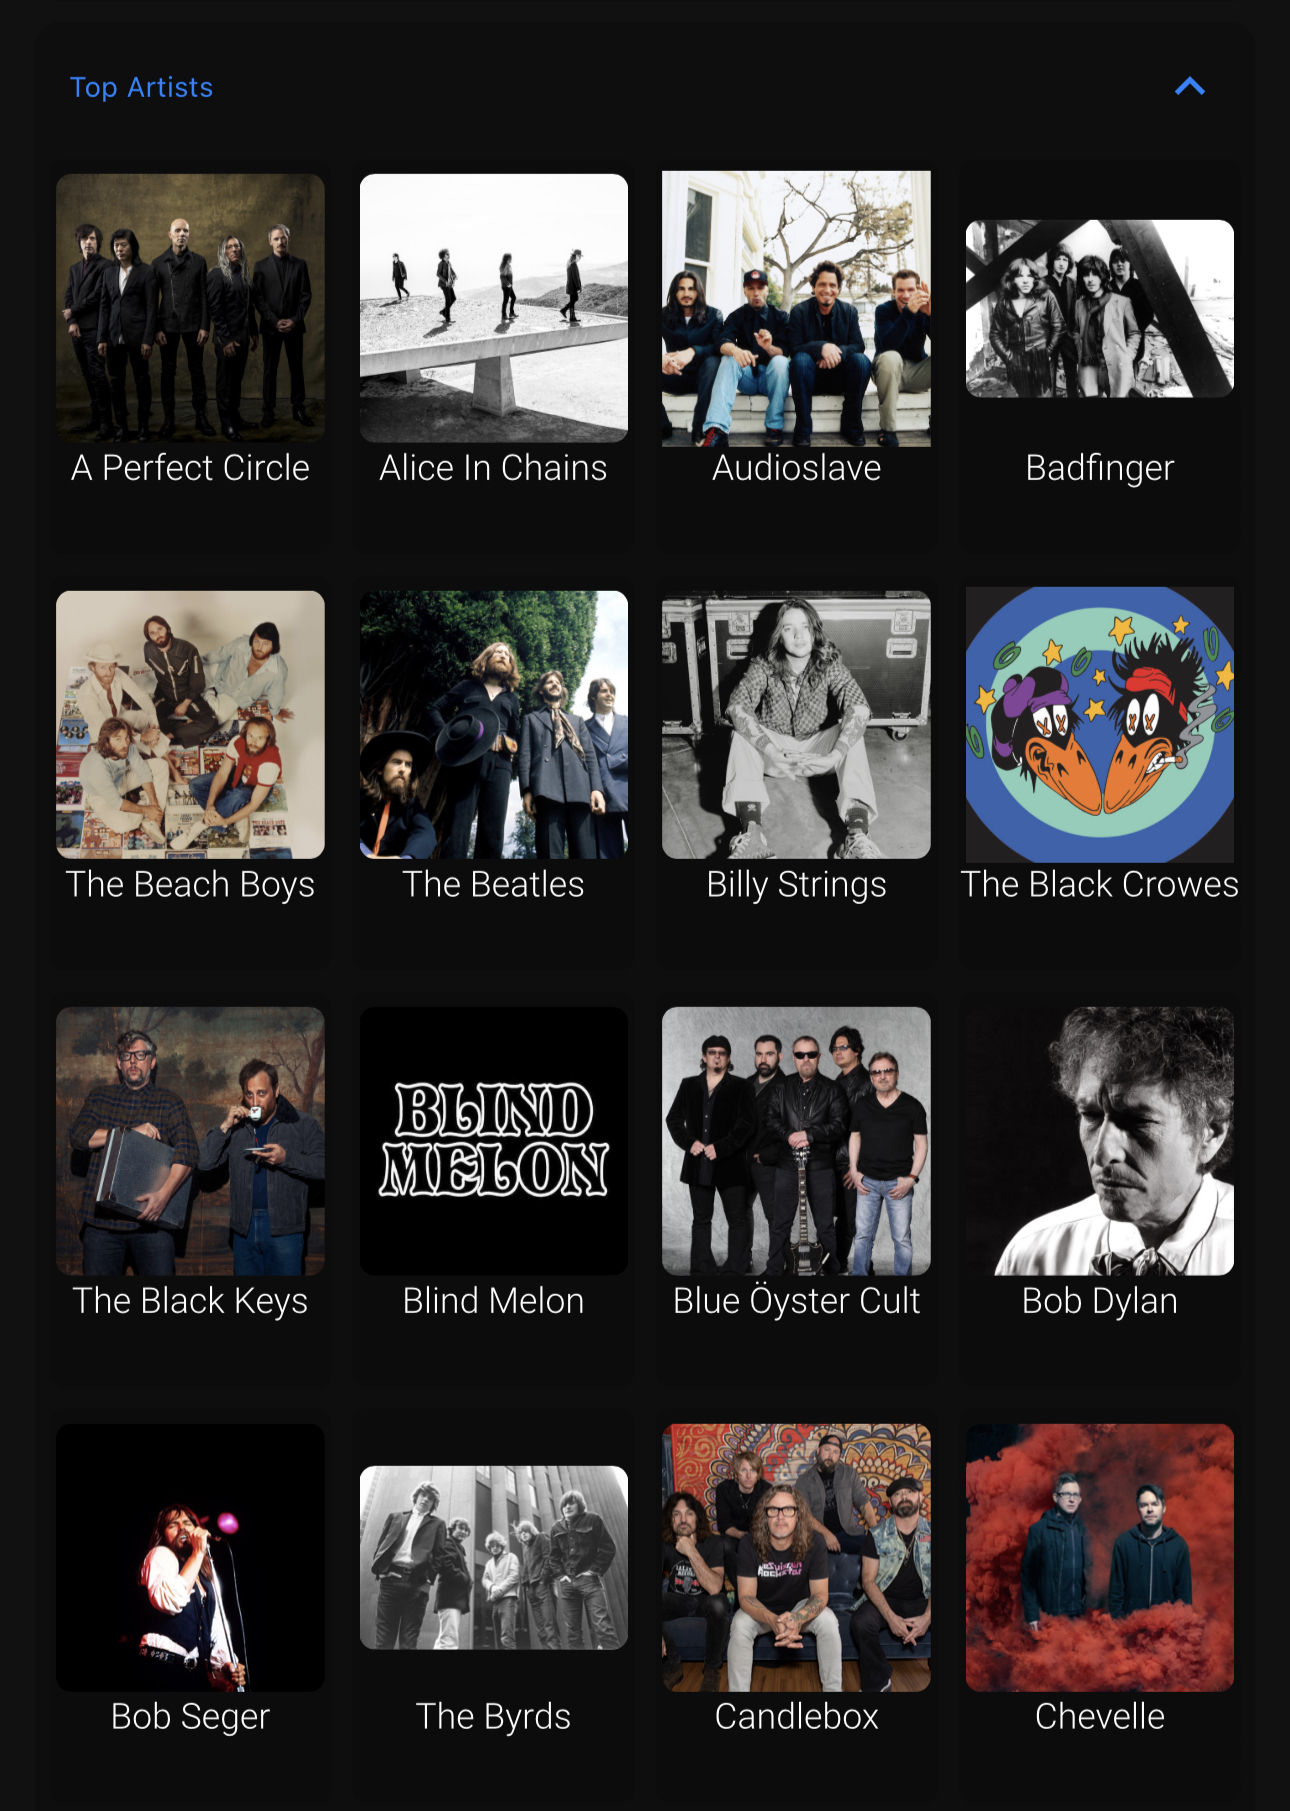 Top Artists
A Perfect Circle
Alice In Chains
Audioslave
Badfinger
The Beach Boys
The Beatles
Billy Strings
The Black Crowes
The Black Keys
BLIND
MELON
Blind Melon
Blue Öyster Cult
Bob Dylan
Bob Seger
The Byrds
Candlebox
Chevelle